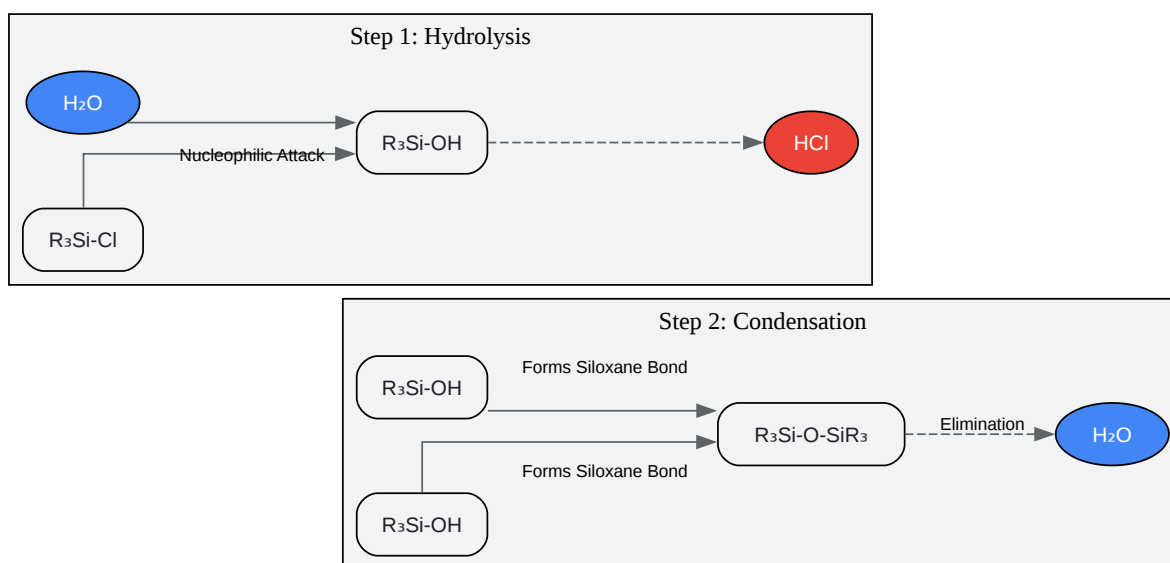 Step 1: Hydrolysis
H₂O
R₃Si-OH
HCl
Nucleophilic Attack
R₃Si-Cl
Step 2: Condensation
R₃Si-OH
Forms Siloxane Bond
R₃Si-O-SiR₃
Elimination
H₂O
Forms Siloxane Bond
R₃Si-OH